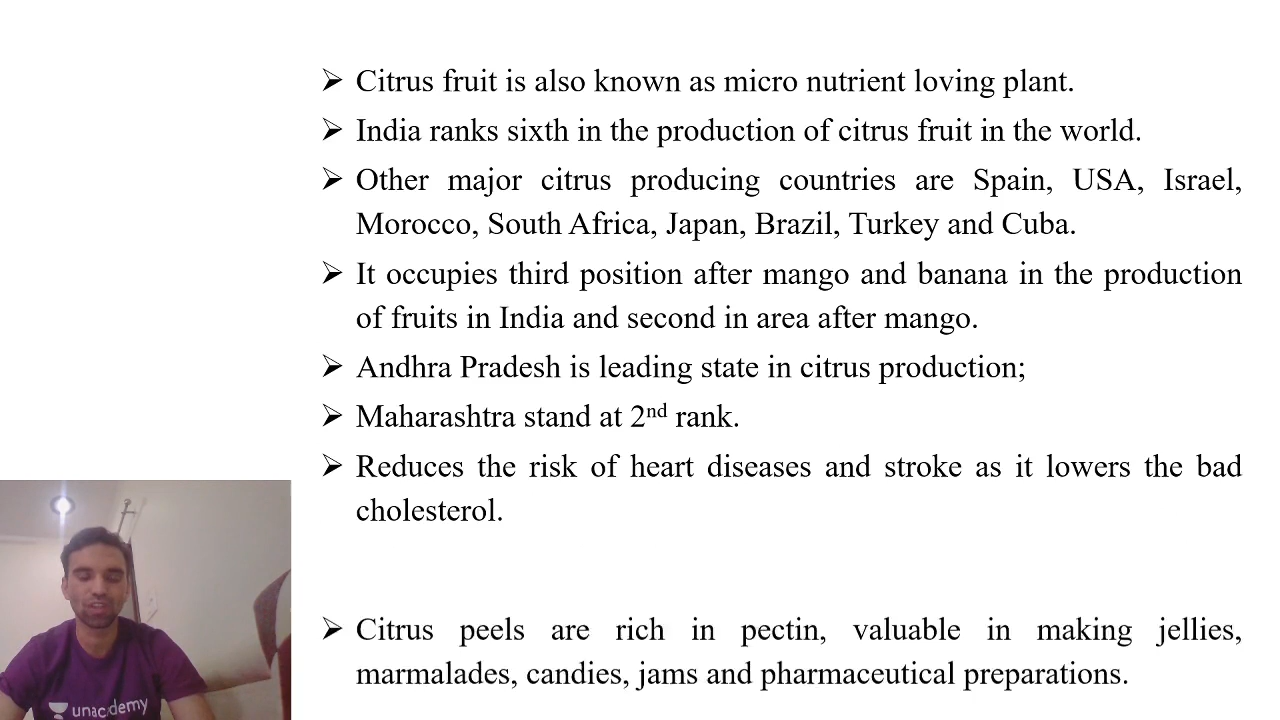 ➢ Citrus fruit is also known as micro nutrient loving plant.
➢ India ranks sixth in the production of citrus fruit in the world.
➢ Other major citrus producing countries are Spain, USA, Israel,
Morocco, South Africa, Japan, Brazil, Turkey and Cuba.
➢ It occupies third position after mango and banana in the production
of fruits in India and second in area after mango.
➢ Andhra Pradesh is leading state in citrus production;
➢ Maharashtra stand at 2nd rank.
➢ Reduces the risk of heart diseases and stroke as it lowers the bad
cholesterol.
➢ Citrus peels are rich in pectin, valuable in making jellies,
marmalades, candies, jams and pharmaceutical preparations.
unacademy